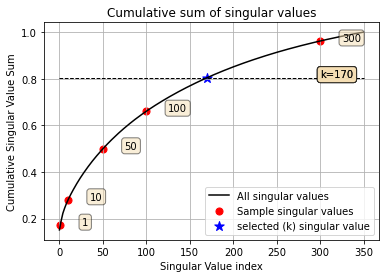 Cumulative sum of singular values
Cumulative Singular Value Sum
1.0
0.8
0.6
0.4
0.2
300
k=170
100
50
10
1
All singular values
Sample singular values
selected (k) singular value
0 50 100 150 200 250 300 350
Singular Value index